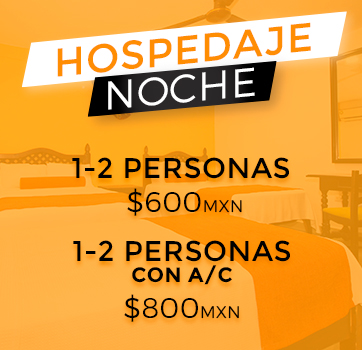 HOSPEDAJE
NOCHE
1-2 PERSONAS
$600MXN
1-2 PERSONAS
CON A/C
$800MXN